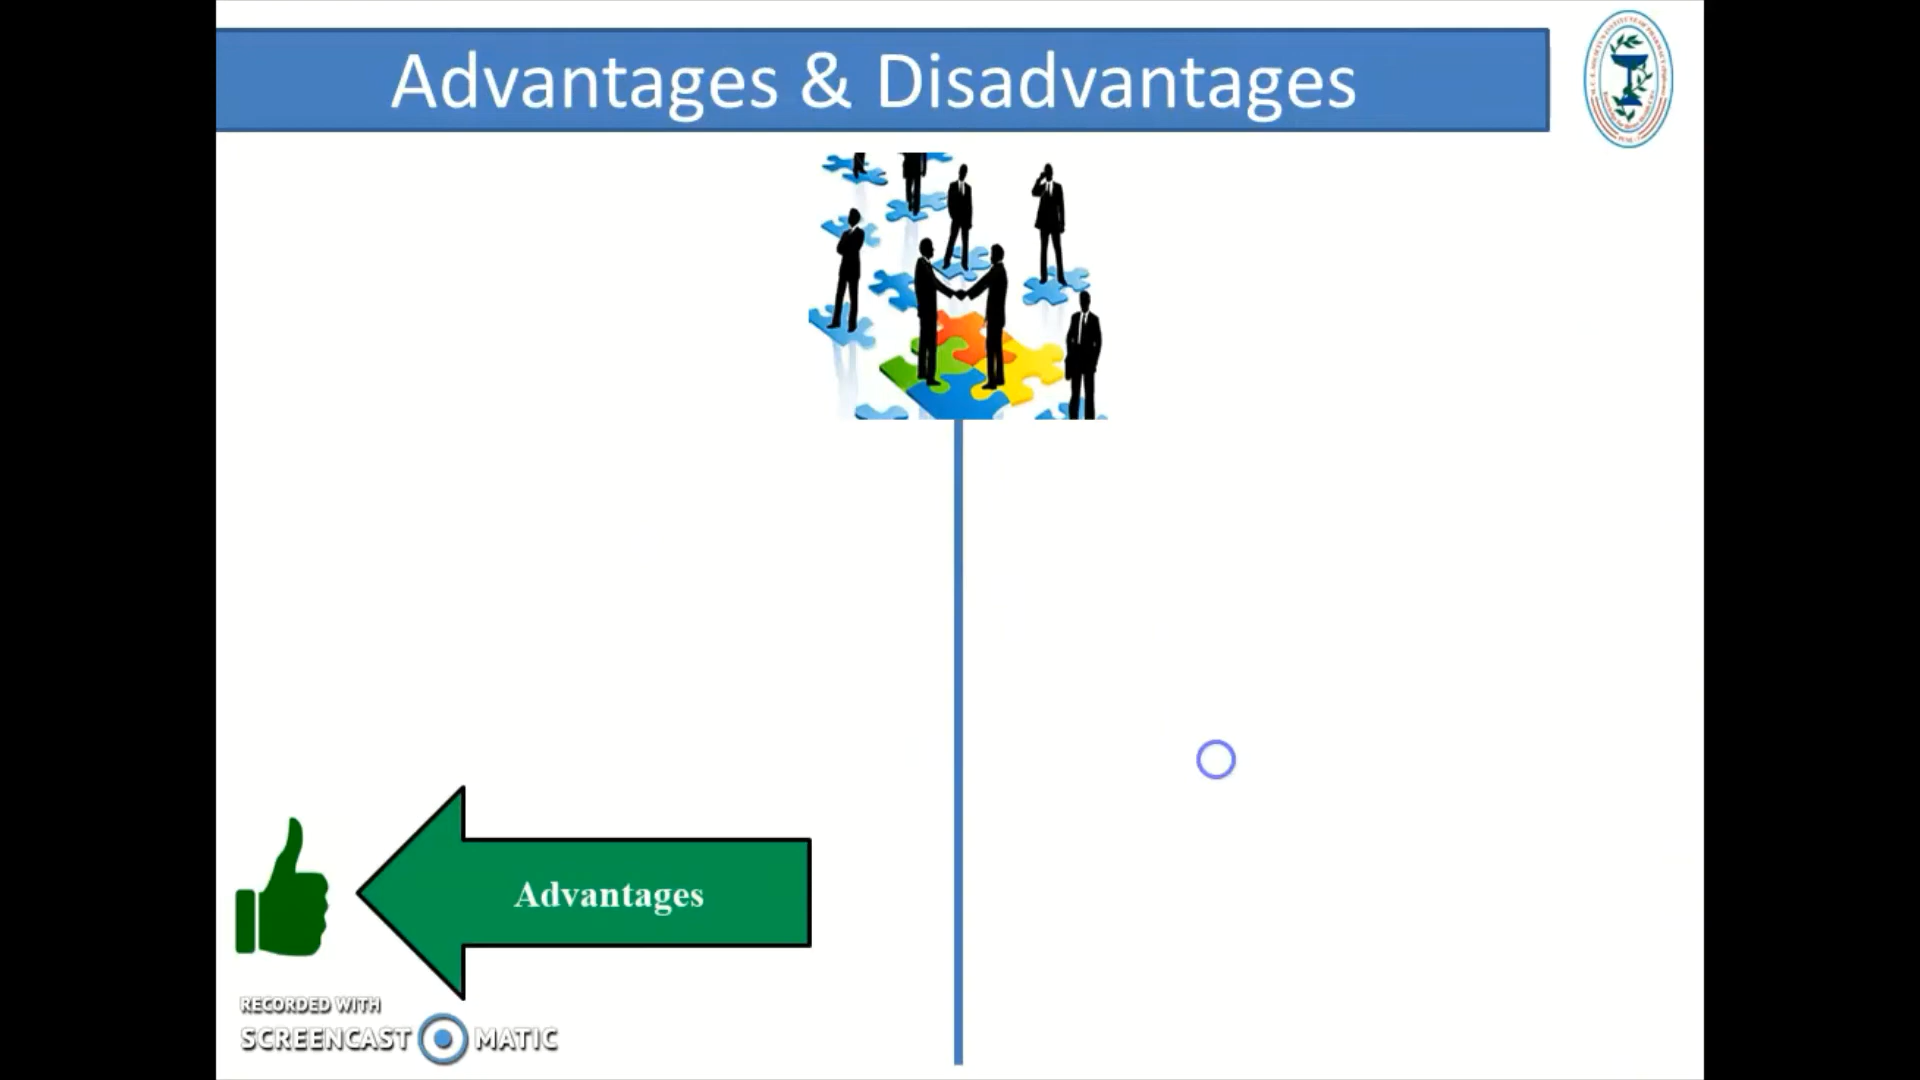 Advantages & Disadvantages
Advantages
RECORDED WITH
SCREENCAST MATIC